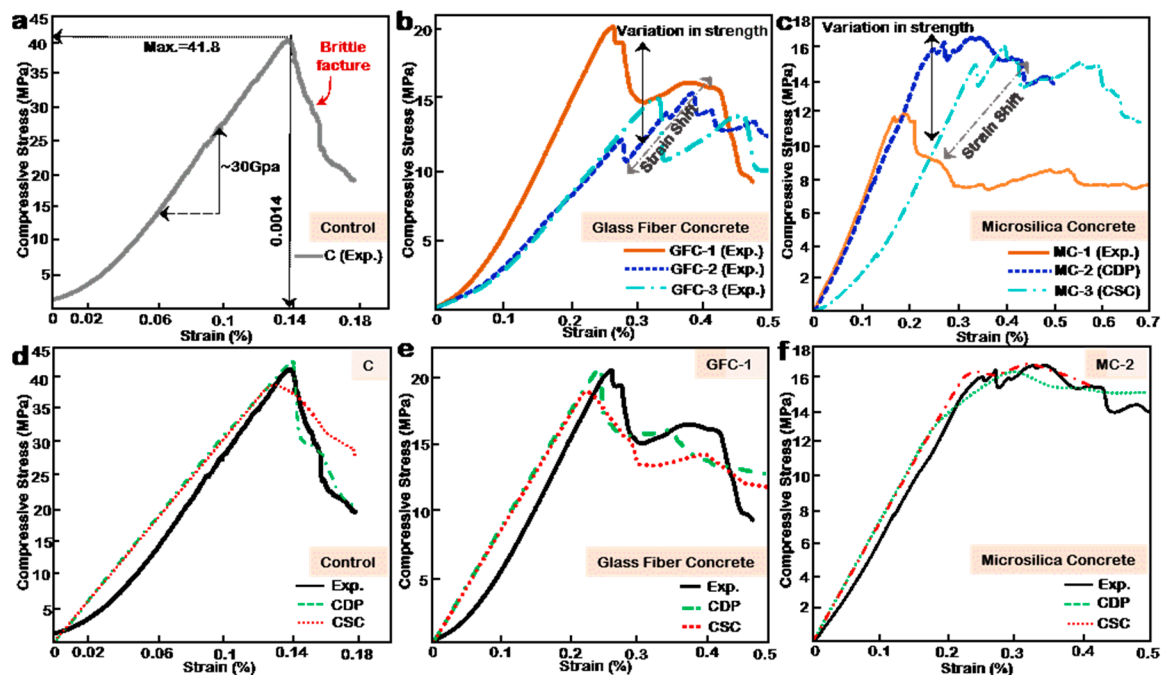 a
45
40
35
30
25
20
15
10
5
Compressive Stress (MPa)
Max.=41.8
Brittle
facture
~30Gpa
0.0014
Control
C (Exp.)
0 0.02 0.06 0.1 0.14 0.18
Strain (%)
b
20
15
10
5
Compressive Stress (MPa)
Variation in strength
Strain Shift
Glass Fiber Concrete
GFC-1 (Exp.)
GFC-2 (Exp.)
GFC-3 (Exp.)
0 0.1 0.2 0.3 0.4 0.5
Strain (%)
c
18
16
14
12
10
8
6
4
2
Compressive Stress (MPa)
Variation in strength
Strain Shift
Microsilica Concrete
MC-1 (Exp.)
MC-2 (CDP)
MC-3 (CSC)
0 0.1 0.2 0.3 0.4 0.5 0.6 0.7
Strain (%)
d
45
40
35
30
25
20
15
10
5
Compressive Stress (MPa)
C
Control
Exp.
CDP
CSC
0 0.02 0.06 0.1 0.14 0.18
Strain (%)
e
20
15
10
5
Compressive Stress (MPa)
GFC-1
Glass Fiber Concrete
Exp.
CDP
CSC
0 0.1 0.2 0.3 0.4 0.5
Strain (%)
f
18
16
14
12
10
8
6
4
2
Compressive Stress (MPa)
MC-2
Microsilica Concrete
Exp.
CDP
CSC
0 0.1 0.2 0.3 0.4 0.5
Strain (%)